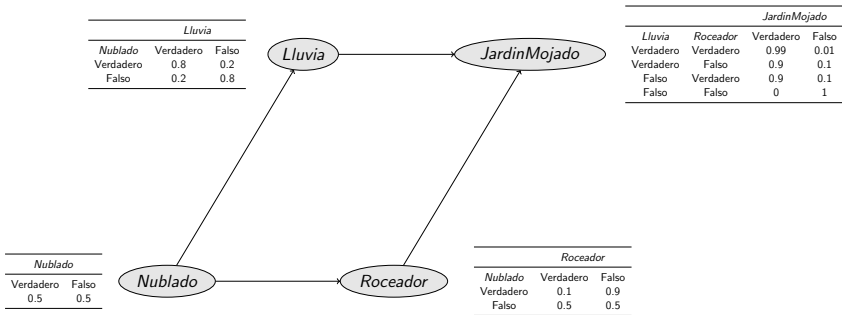 Lluvia
Nublado Verdadero Falso
Verdadero 0.8 0.2
Falso 0.2 0.8
Lluvia
JardinMojado
JardinMojado
Lluvia Roceador Verdadero Falso
Verdadero Verdadero 0.99 0.01
Verdadero Falso 0.9 0.1
Falso Verdadero 0.9 0.1
Falso Falso 0 1
Nublado
Verdadero Falso
0.5 0.5
Nublado
Roceador
Roceador
Nublado Verdadero Falso
Verdadero 0.1 0.9
Falso 0.5 0.5